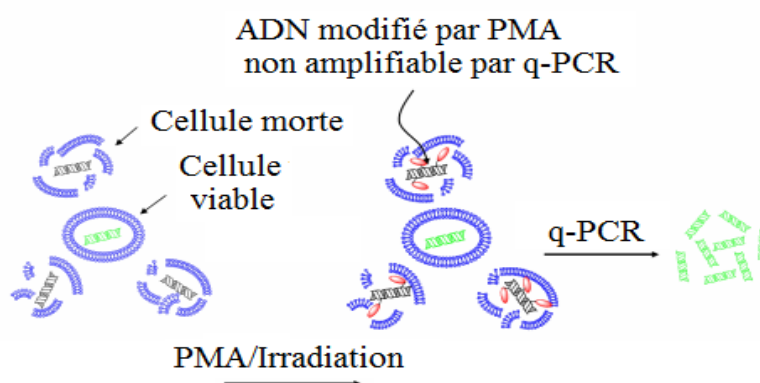 ADN modifié par PMA
non amplifiable par q-PCR
Cellule morte
Cellule
viable
q-PCR
PMA/Irradiation